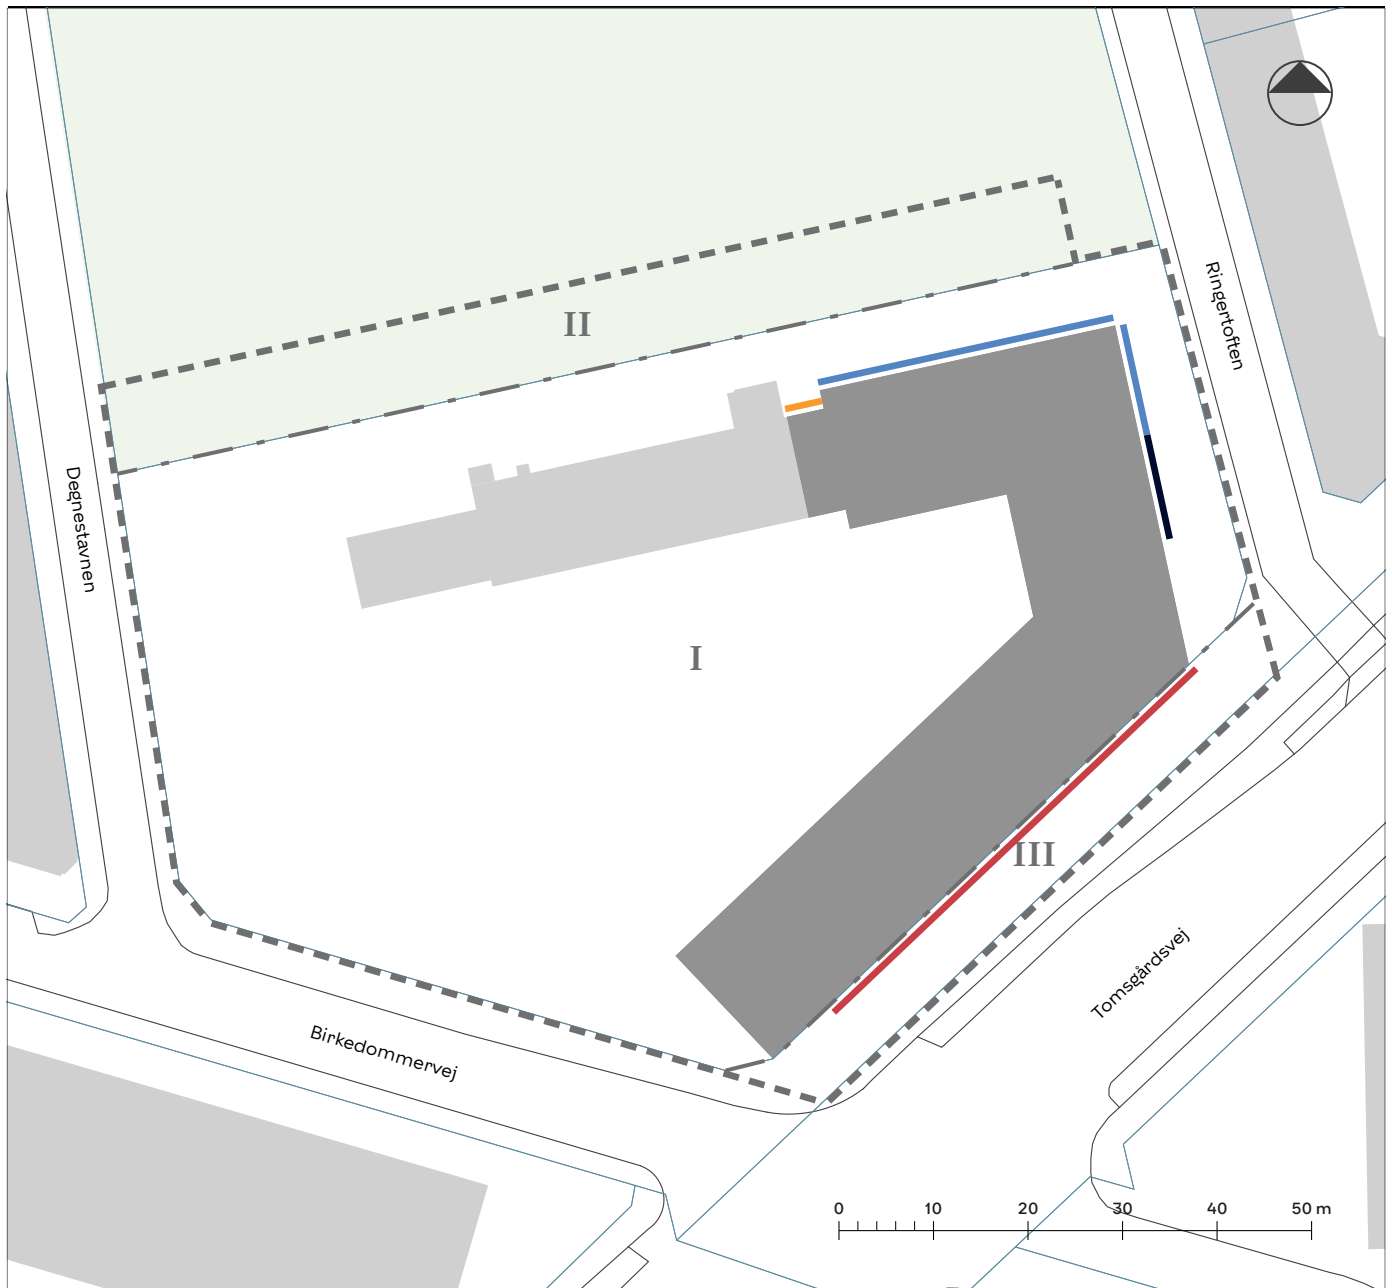 II
Ringertoften
Degnestavnen
I
III
Tomsgårdsvej
Birkedommervej
0 10 20 30 40 50 m